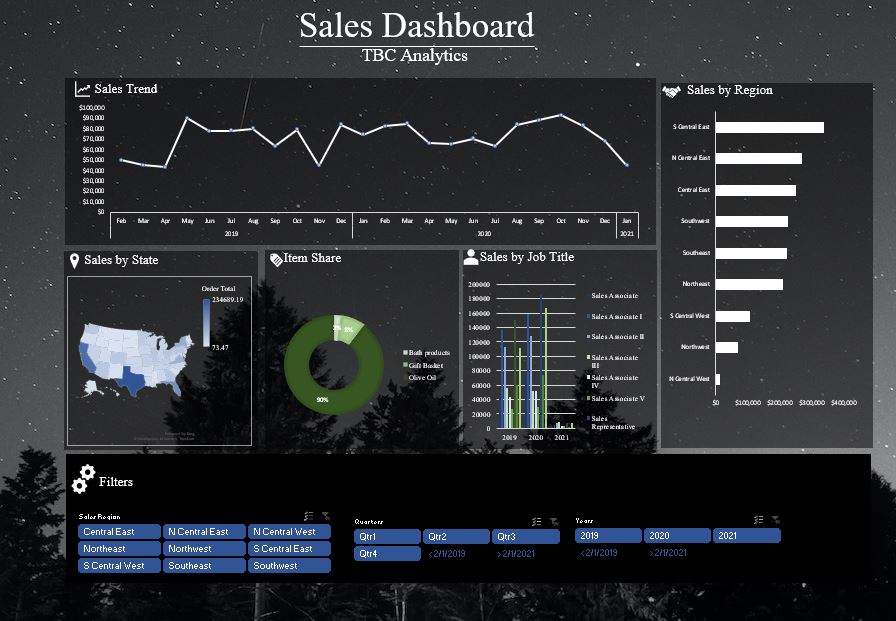 Sales Dashboard
TBC Analytics
Sales Trend
$100,000
$90,000
$80,000
$70,000
$60,000
$50,000
$40,000
$30,000
$20,000
$10,000
$0
Feb Mar Apr May Jun Jul Aug Sep Oct Nov Dec Jan Feb Mar Apr May Jun Jul Aug Sep Oct Nov Dec Jan
2019 2020 2021
Sales by Region
S Central East
N Central East
Central East
Southwest
Southeast
Northeast
S Central West
Northwest
N Central West
$0 $100,000 $200,000 $300,000 $400,000
Sales by State
Order Total
234689.19
73.47
Item Share
2% 8%
90%
Bath products
Gift Basket
Olive Oil
Sales by Job Title
200000
180000
160000
140000
120000
100000
80000
60000
40000
20000
0
2019 2020 2021
Sales Associate
Sales Associate I
Sales Associate II
Sales Associate
III
Sales Associate
IV
Sales Associate V
Sales
Representative
Filters
Sales Region
Central East N Central East N Central West
Northeast Northwest S Central East
S Central West Southeast Southwest
Quarters
Qtr1 Qtr2 Qtr3
Qtr4 <2/1/2019 >2/1/2021
Years
2019 2020 2021
<2/1/2019 >2/1/2021